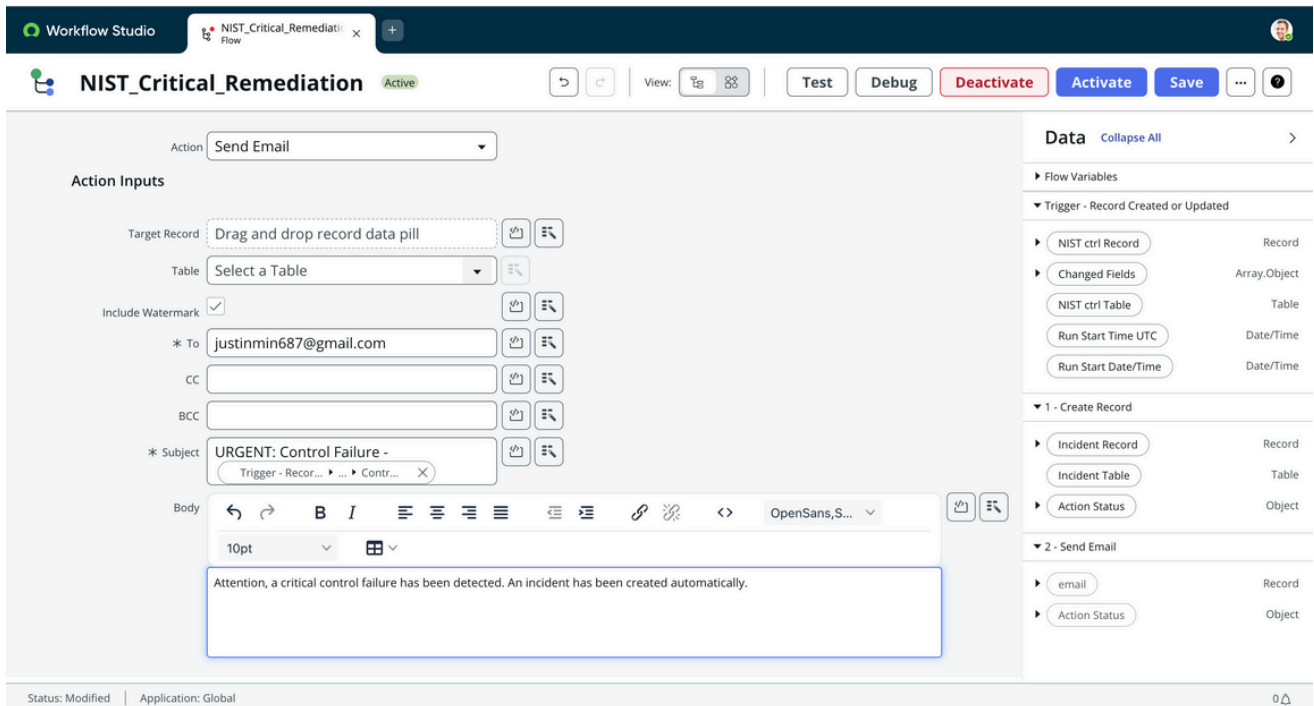 Workflow Studio
NIST_Critical_Remediatic
Flow
NIST_Critical_Remediation Active
View:
Test Debug Deactivate Activate Save ... ?
Action Send Email
Action Inputs
Target Record Drag and drop record data pill
Table Select a Table
Include Watermark
* To justinmin687@gmail.com
CC
BCC
* Subject URGENT: Control Failure -
Trigger - Recor... ▸ ... ▸ Contr... X
Body
B I <> OpenSans,S...
10pt
Attention, a critical control failure has been detected. An incident has been created automatically.
Data Collapse All
Flow Variables
Trigger - Record Created or Updated
NIST ctrl Record Record
Changed Fields Array.Object
NIST ctrl Table Table
Run Start Time UTC Date/Time
Run Start Date/Time Date/Time
1 - Create Record
Incident Record Record
Incident Table Table
Action Status Object
2 - Send Email
email Record
Action Status Object
Status: Modified | Application: Global
0